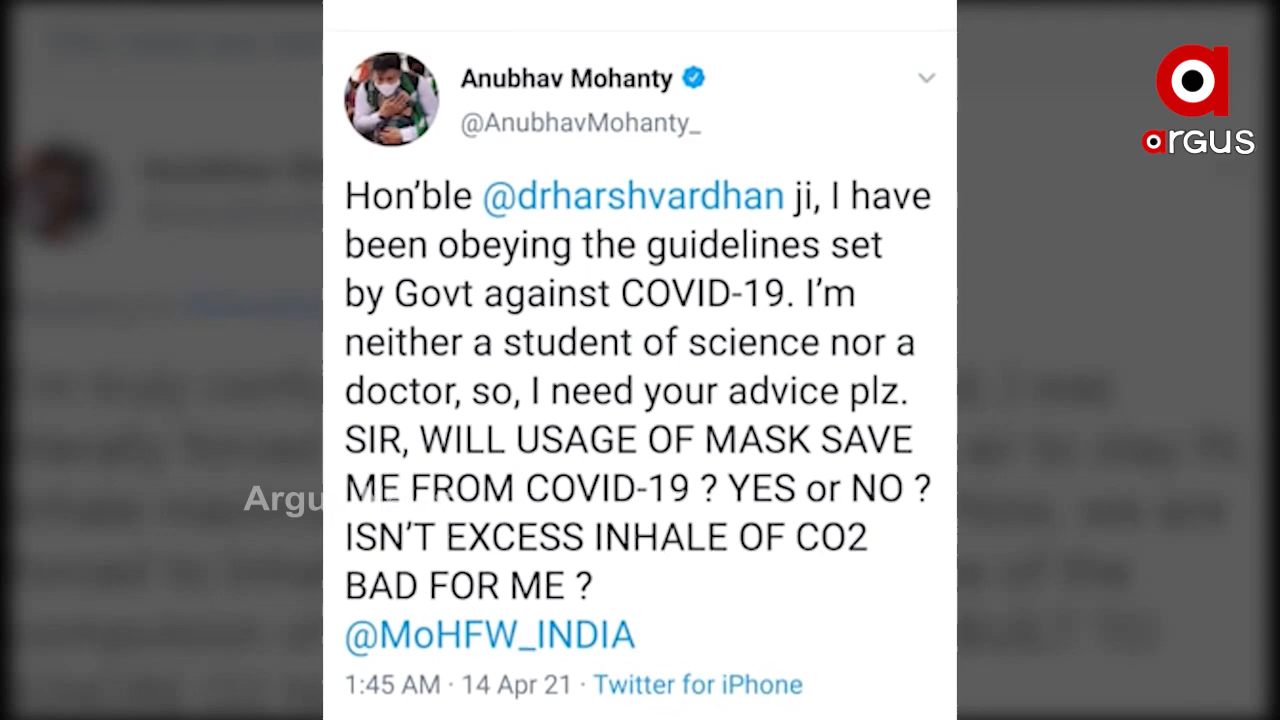 Anubhav Mohanty
@AnubhavMohanty_
argus
Hon'ble @drharshvardhan ji, I have
been obeying the guidelines set
by Govt against COVID-19. I'm
neither a student of science nor a
doctor, so, I need your advice plz.
SIR, WILL USAGE OF MASK SAVE
ME FROM COVID-19 ? YES or NO ?
ISN'T EXCESS INHALE OF CO2
BAD FOR ME ?
@MoHFW_INDIA
1:45 AM · 14 Apr 21 · Twitter for iPhone
Argu